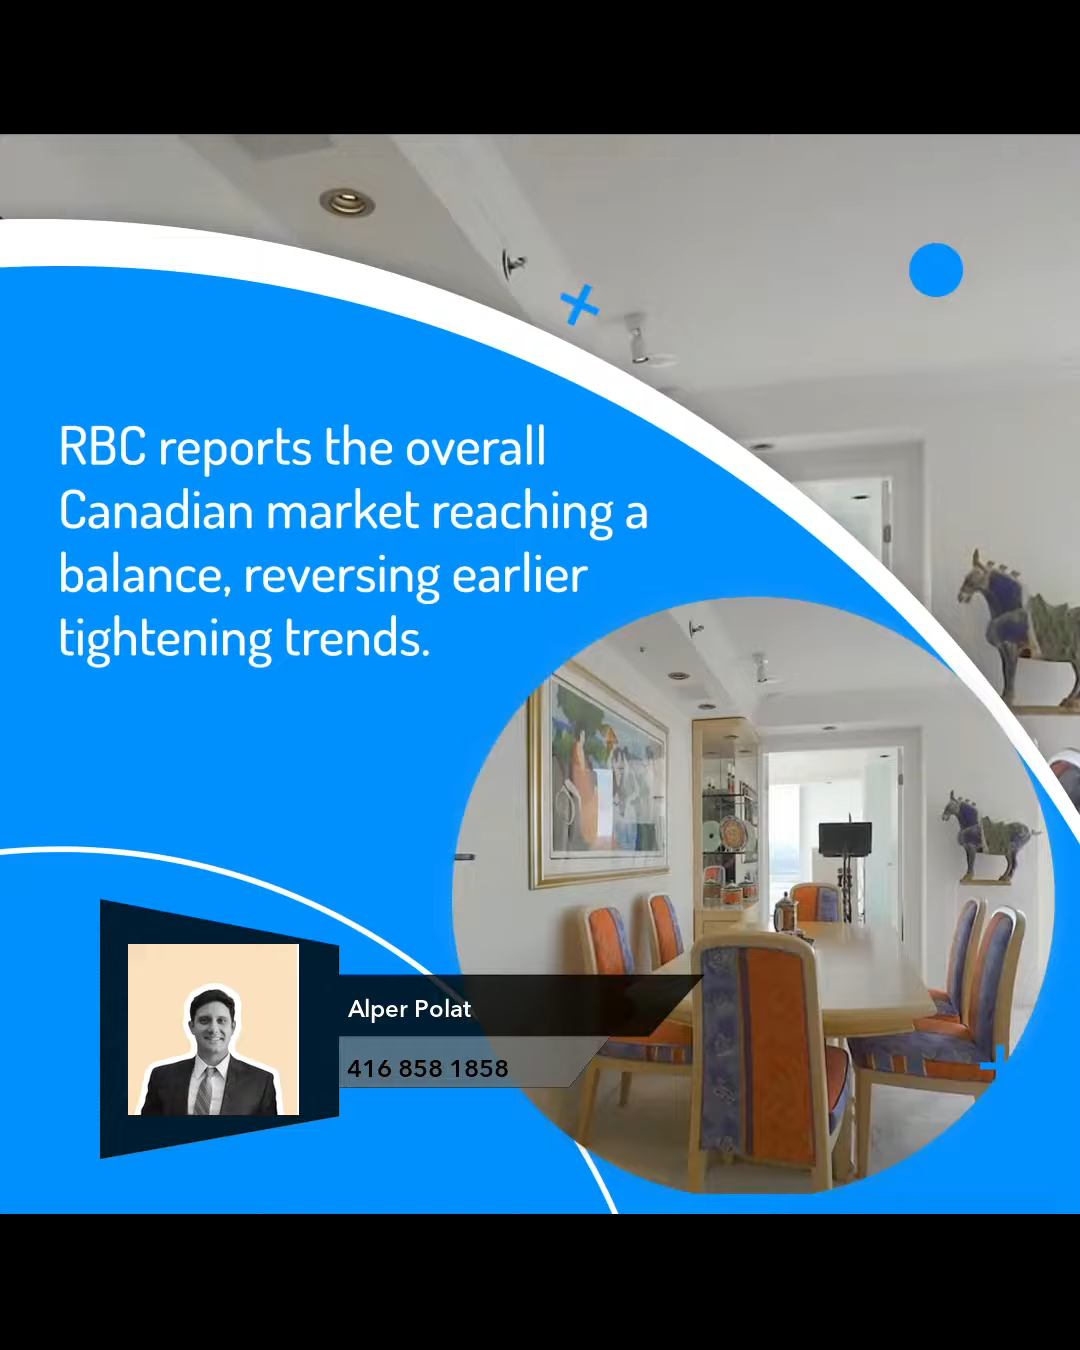 RBC reports the overall
Canadian market reaching a
balance, reversing earlier
tightening trends.
Alper Polat
416 858 1858